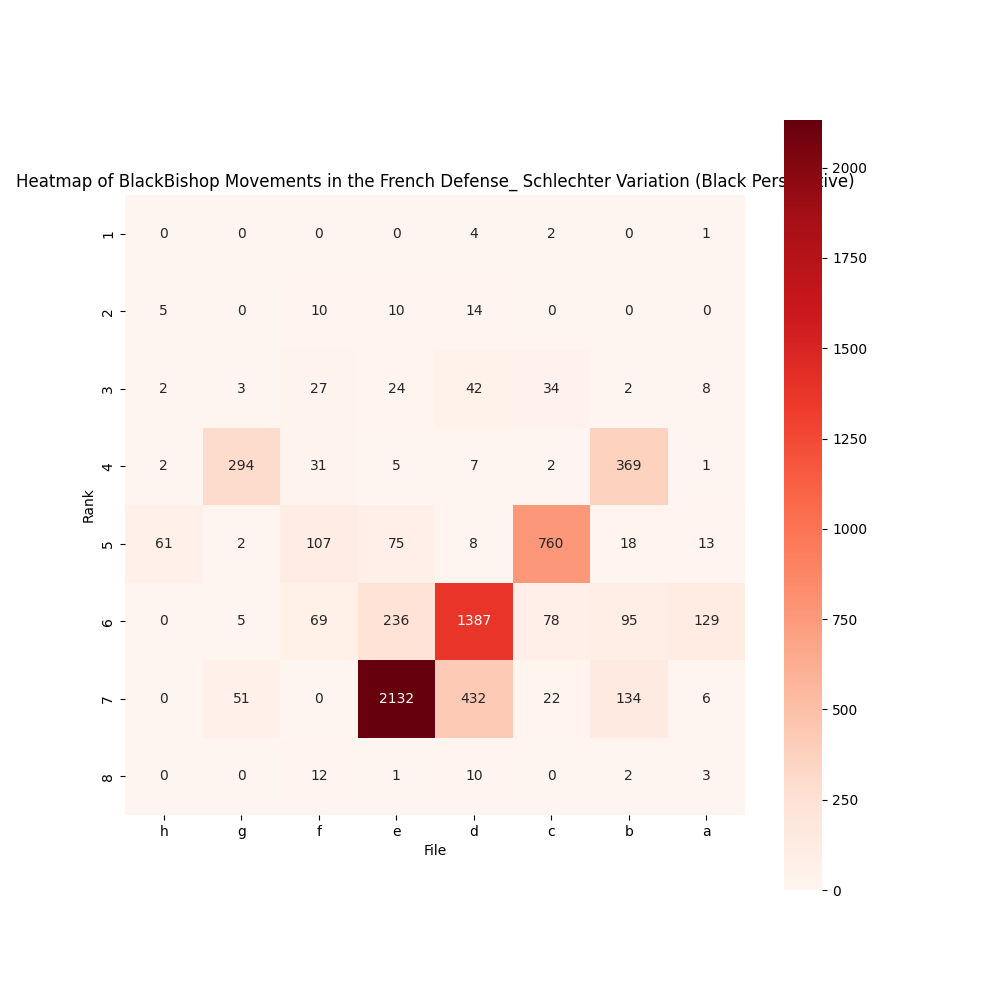 Heatmap of BlackBishop Movements in the French Defense_ Schlechter Variation (Black Pers tive)
1 0 0 0 0 4 2 0 1
2 5 0 10 10 14 0 0 0
3 2 3 27 24 42 34 2 8
4 2 294 31 5 7 2 369 1
5 61 2 107 75 8 760 18 13
6 0 5 69 236 1387 78 95 129
7 0 51 0 2132 432 22 134 6
8 0 0 12 1 10 0 2 3
h g f e d c b a
File
Rank
2000
1750
1500
1250
1000
750
500
250
0